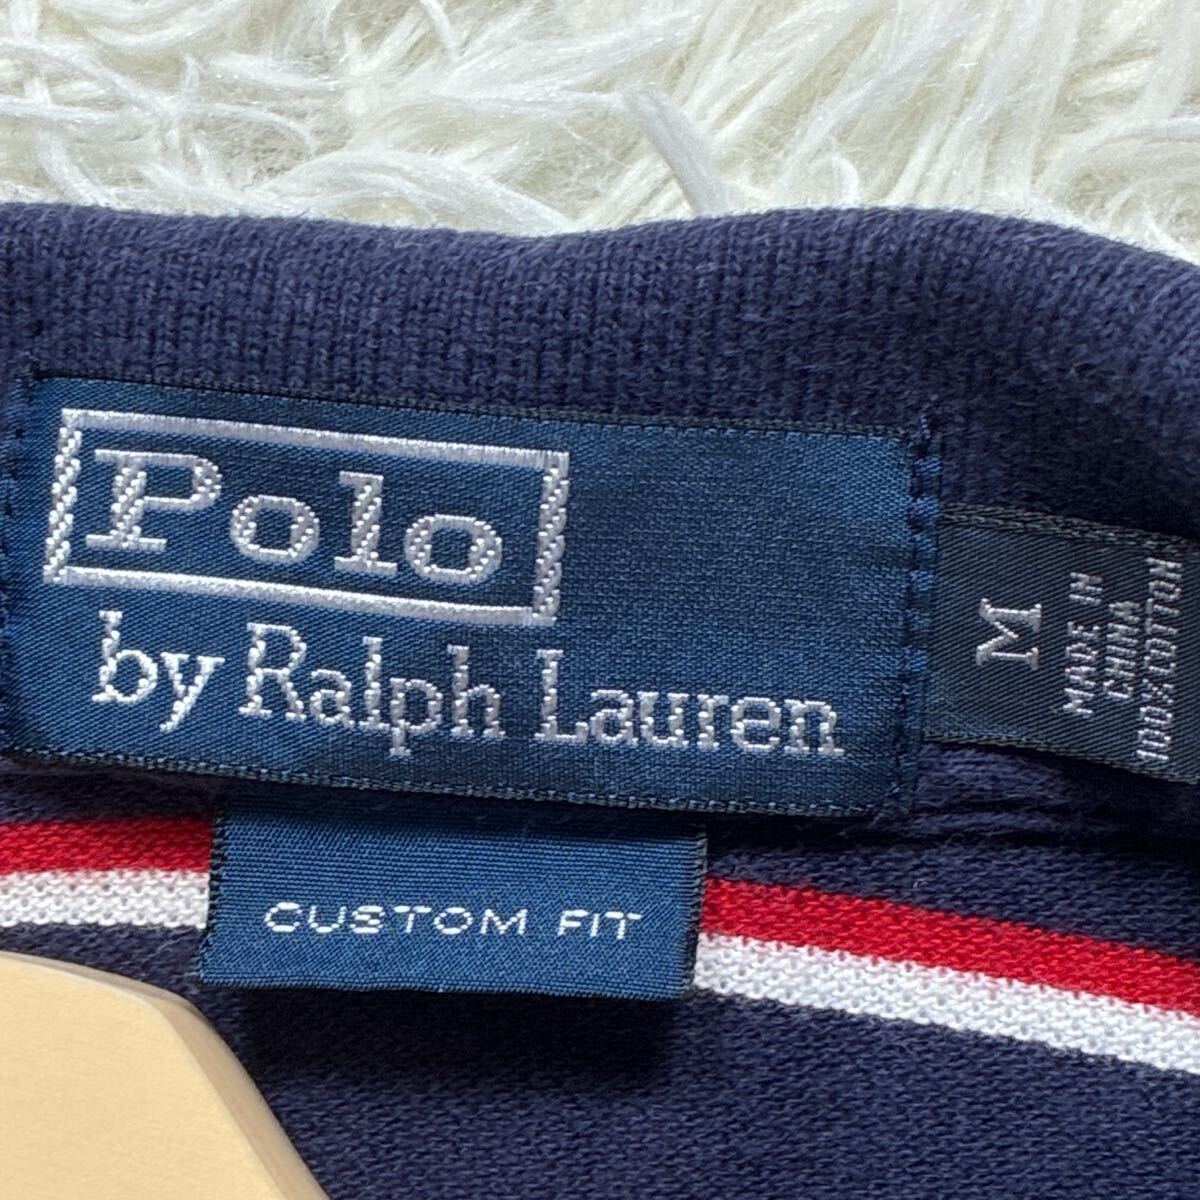 Polo
by Ralph Lauren
M
MADE IN
CHINA
100%COTTON
CUSTOM FIT